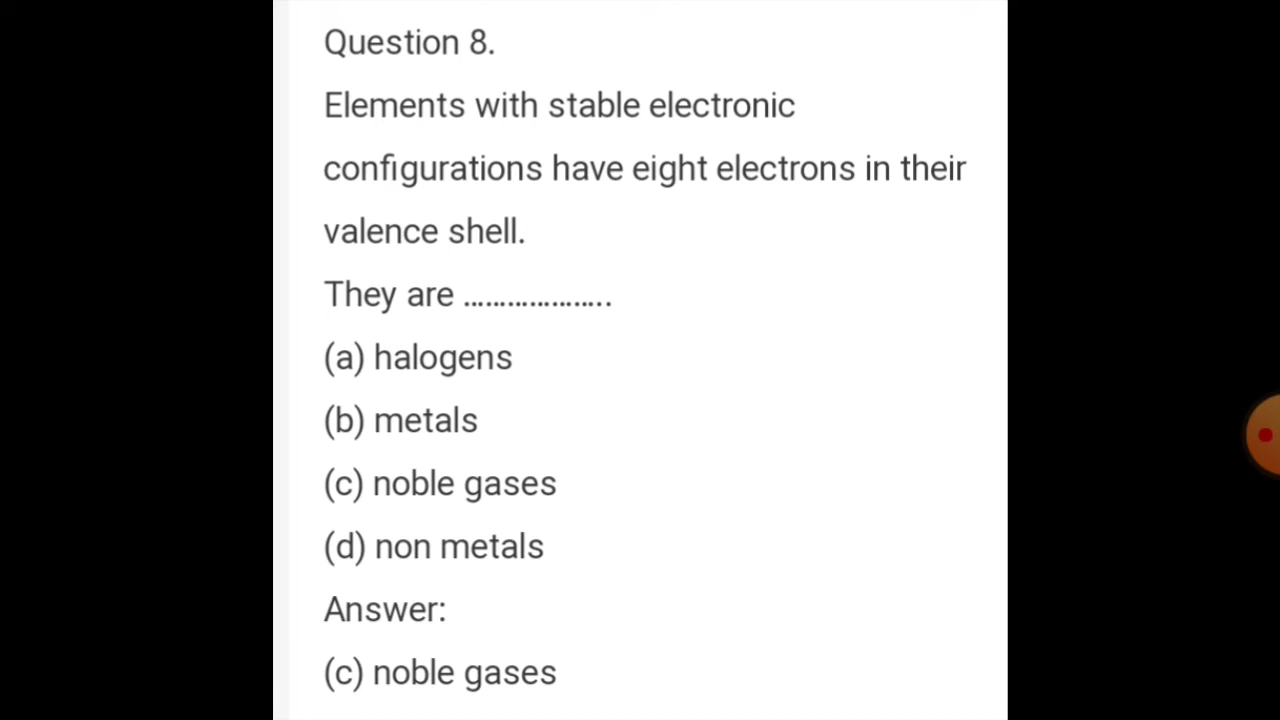 Question 8.
Elements with stable electronic
configurations have eight electrons in their
valence shell.
They are ......................
(a) halogens
(b) metals
(c) noble gases
(d) non metals
Answer:
(c) noble gases